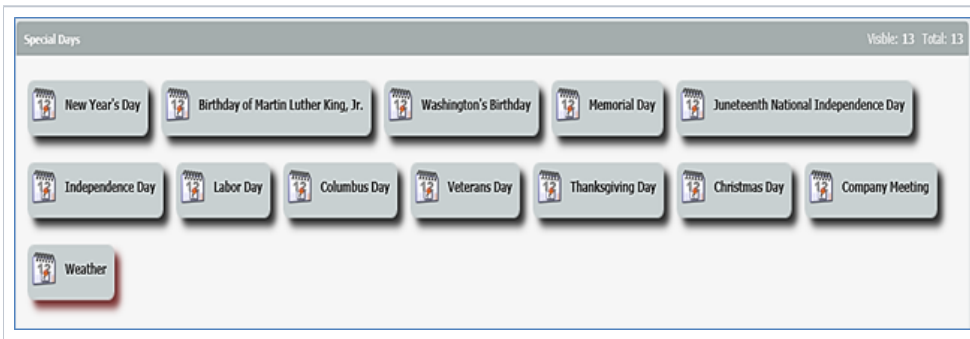 Special Days Visible: 13 Total: 13
New Year's Day Birthday of Martin Luther King, Jr. Washington's Birthday Memorial Day Juneteenth National Independence Day
Independence Day Labor Day Columbus Day Veterans Day Thanksgiving Day Christmas Day Company Meeting
Weather